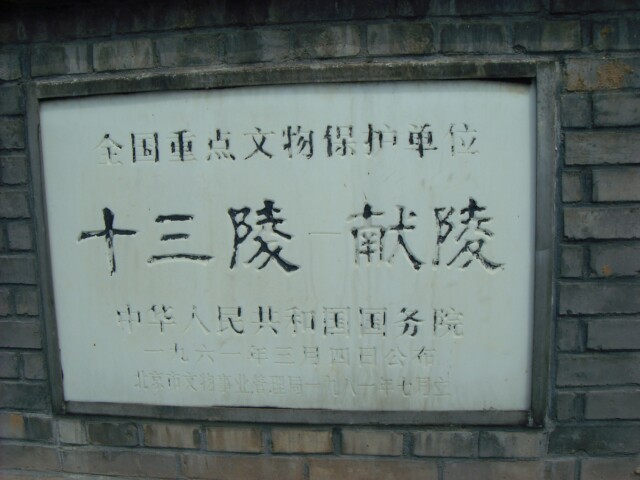 全国重点文物保护单位
十三陵—献陵
中华人民共和国国务院
一九六一年三月四日公布
北京市文物事业管理局一九八一年七月立